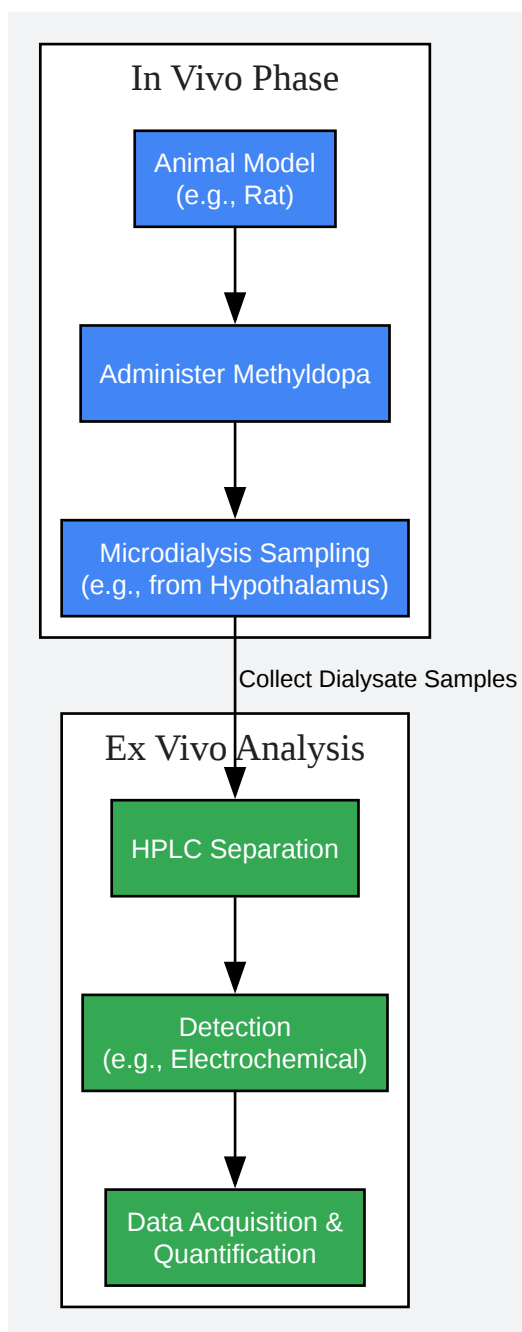 In Vivo Phase
Animal Model
(e.g., Rat)
Administer Methyldopa
Microdialysis Sampling
(e.g., from Hypothalamus)
Collect Dialysate Samples
Ex Vivo Analysis
HPLC Separation
Detection
(e.g., Electrochemical)
Data Acquisition &
Quantification